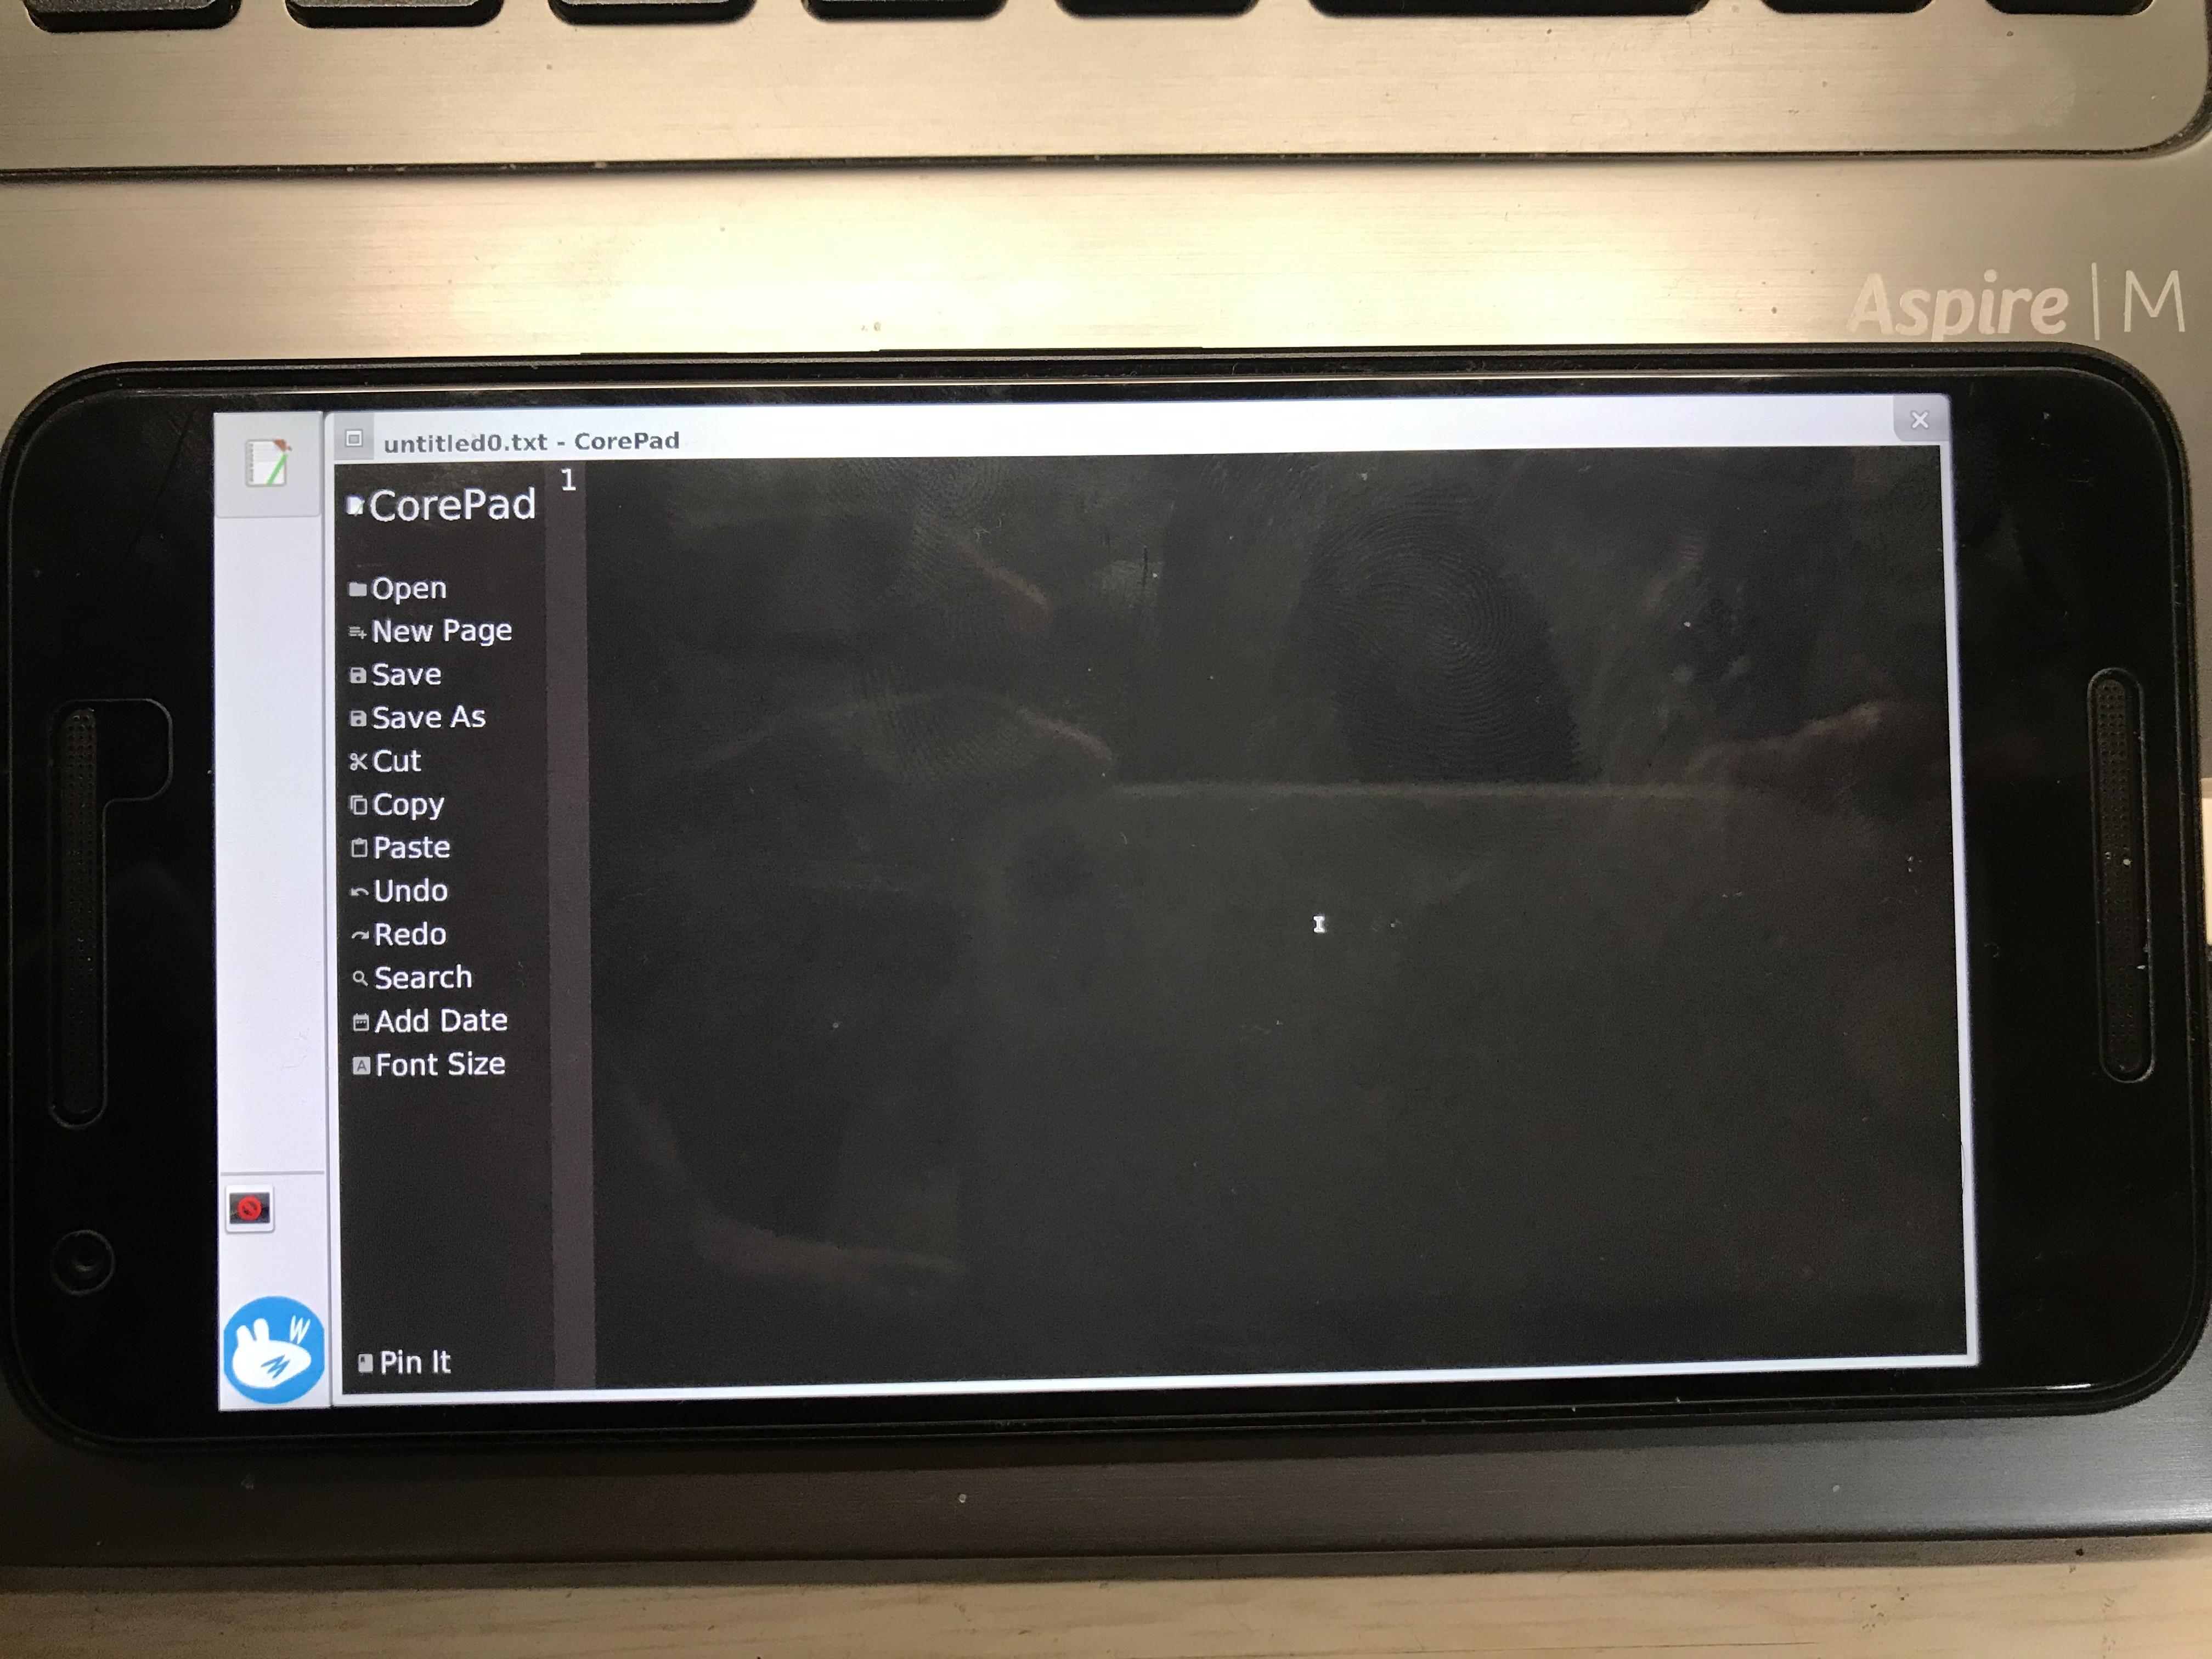 Aspire | M
untitled0.txt - CorePad
CorePad
1
Open
New Page
Save
Save As
Cut
Copy
Paste
Undo
Redo
Search
Add Date
Font Size
Pin It
W
M